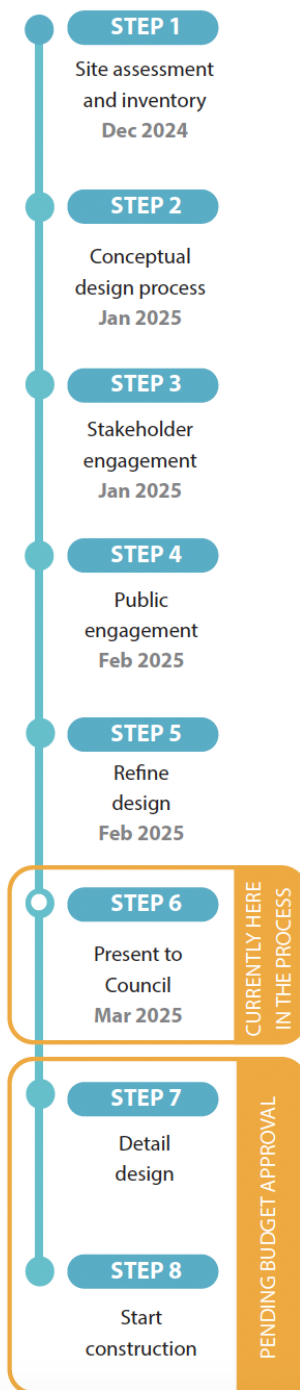 STEP 1
Site assessment
and inventory
Dec 2024
STEP 2
Conceptual
design process
Jan 2025
STEP 3
Stakeholder
engagement
Jan 2025
STEP 4
Public
engagement
Feb 2025
STEP 5
Refine
design
Feb 2025
STEP 6
Present to
Council
Mar 2025
CURRENTLY HERE
IN THE PROCESS
STEP 7
Detail
design
STEP 8
Start
construction
PENDING BUDGET APPROVAL